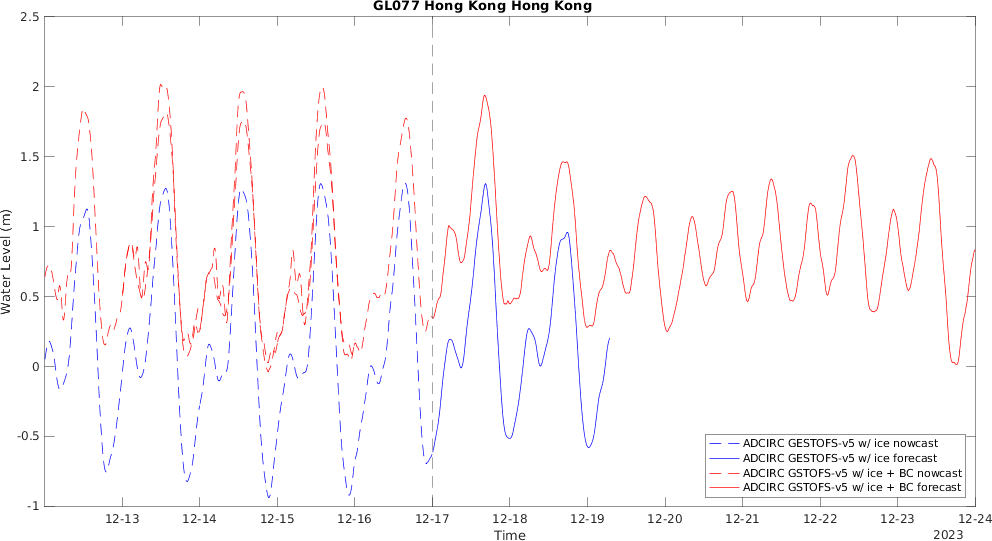 GL077 Hong Kong Hong Kong
2.5
2
1.5
1
0.5
0
-0.5
-1
Water Level (m)
12-13 12-14 12-15 12-16 12-17 12-18 12-19 12-20 12-21 12-22 12-23 12-24
Time
2023
ADCIRC GESTOFS-v5 w/ ice nowcast
ADCIRC GESTOFS-v5 w/ ice forecast
ADCIRC GSTOFS-v5 w/ ice + BC nowcast
ADCIRC GSTOFS-v5 w/ ice + BC forecast